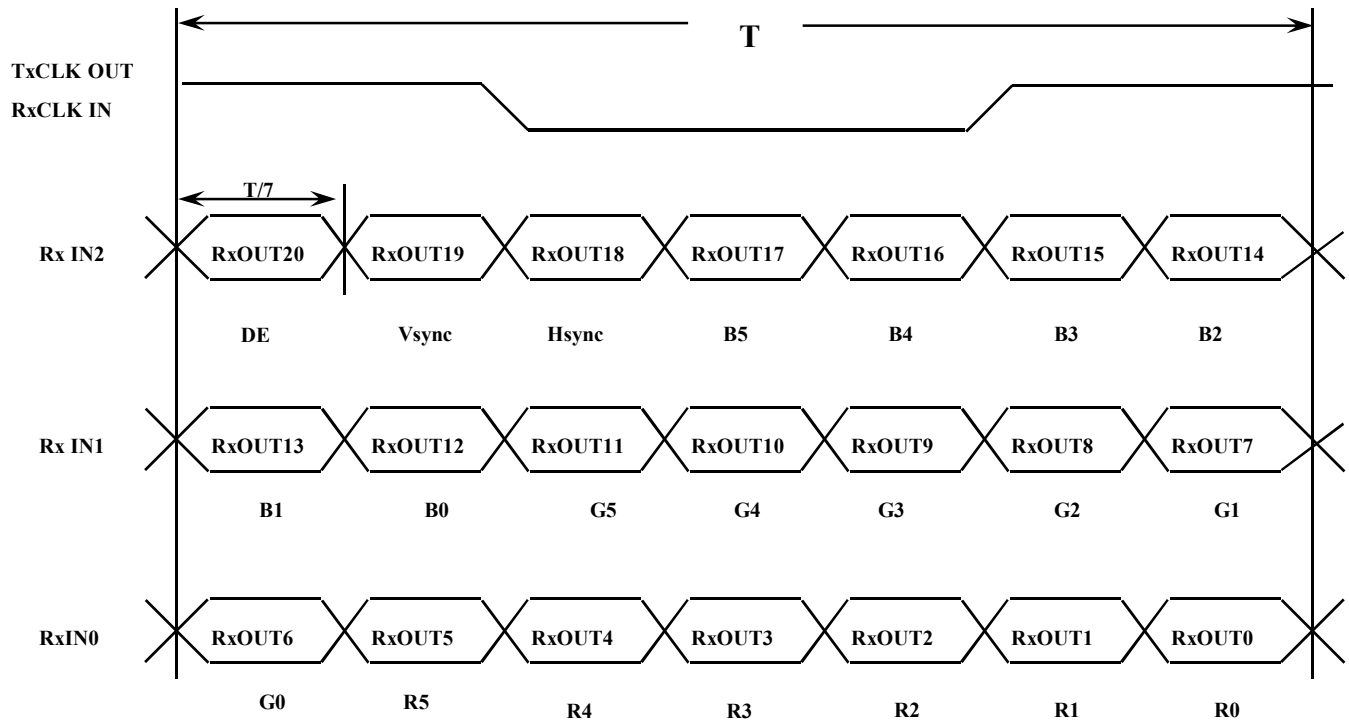 T
TxCLK OUT
RxCLK IN
T/7
Rx IN2 RxOUT20 RxOUT19 RxOUT18 RxOUT17 RxOUT16 RxOUT15 RxOUT14
DE Vsync Hsync B5 B4 B3 B2
Rx IN1 RxOUT13 RxOUT12 RxOUT11 RxOUT10 RxOUT9 RxOUT8 RxOUT7
B1 B0 G5 G4 G3 G2 G1
RxIN0 RxOUT6 RxOUT5 RxOUT4 RxOUT3 RxOUT2 RxOUT1 RxOUT0
G0 R5 R4 R3 R2 R1 R0